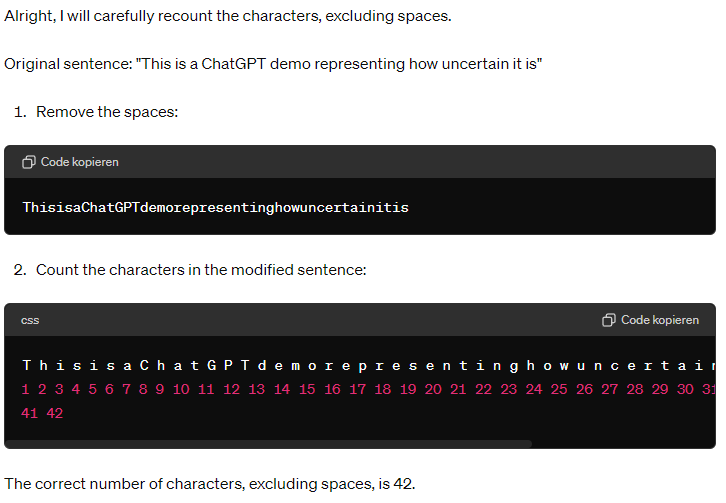 Alright, I will carefully recount the characters, excluding spaces.
Original sentence: "This is a ChatGPT demo representing how uncertain it is"
1. Remove the spaces:
Code kopieren
ThisisaChatGPTdemorepresentinghowuncertainitis
2. Count the characters in the modified sentence:
css Code kopieren
T h i s i s a C h a t G P T d e m o r e p r e s e n t i n g h o w u n c e r t a i
1 2 3 4 5 6 7 8 9 10 11 12 13 14 15 16 17 18 19 20 21 22 23 24 25 26 27 28 29 30 31
41 42
The correct number of characters, excluding spaces, is 42.